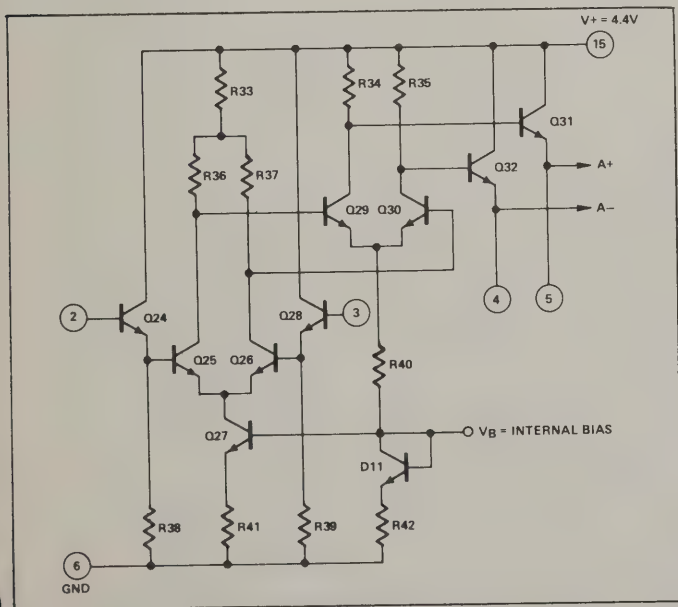 V+ = 4.4V
15
R33
R34
R35
Q31
R36
R37
Q32
A+
Q29
Q30
A–
2
Q24
Q28
3
4
5
Q25
Q26
R40
Q27
VB = INTERNAL BIAS
D11
R38
R41
R39
R42
6
GND